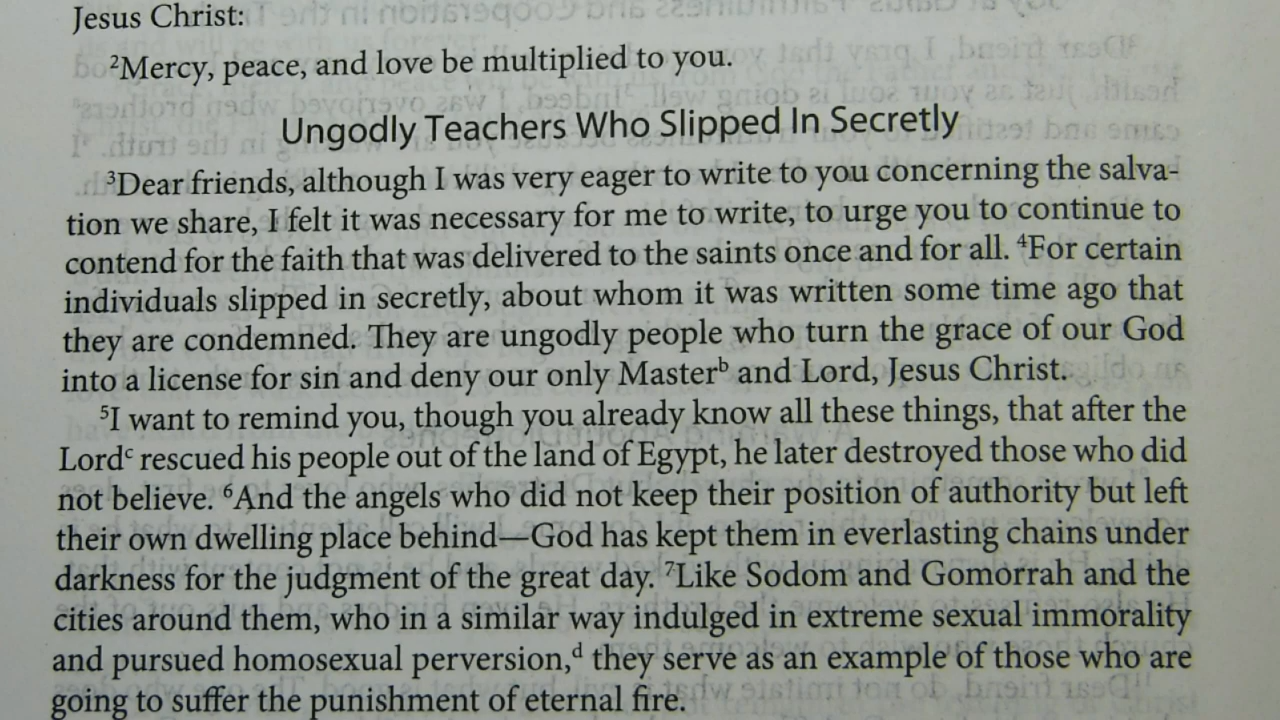 Jesus Christ:
²Mercy, peace, and love be multiplied to you.
Ungodly Teachers Who Slipped In Secretly
³Dear friends, although I was very eager to write to you concerning the salva-
tion we share, I felt it was necessary for me to write, to urge you to continue to
contend for the faith that was delivered to the saints once and for all. ⁴For certain
individuals slipped in secretly, about whom it was written some time ago that
they are condemned. They are ungodly people who turn the grace of our God
into a license for sin and deny our only Masterᵇ and Lord, Jesus Christ.
⁵I want to remind you, though you already know all these things, that after the
Lordᶜ rescued his people out of the land of Egypt, he later destroyed those who did
not believe. ⁶And the angels who did not keep their position of authority but left
their own dwelling place behind—God has kept them in everlasting chains under
darkness for the judgment of the great day. ⁷Like Sodom and Gomorrah and the
cities around them, who in a similar way indulged in extreme sexual immorality
and pursued homosexual perversion,ᵈ they serve as an example of those who are
going to suffer the punishment of eternal fire.